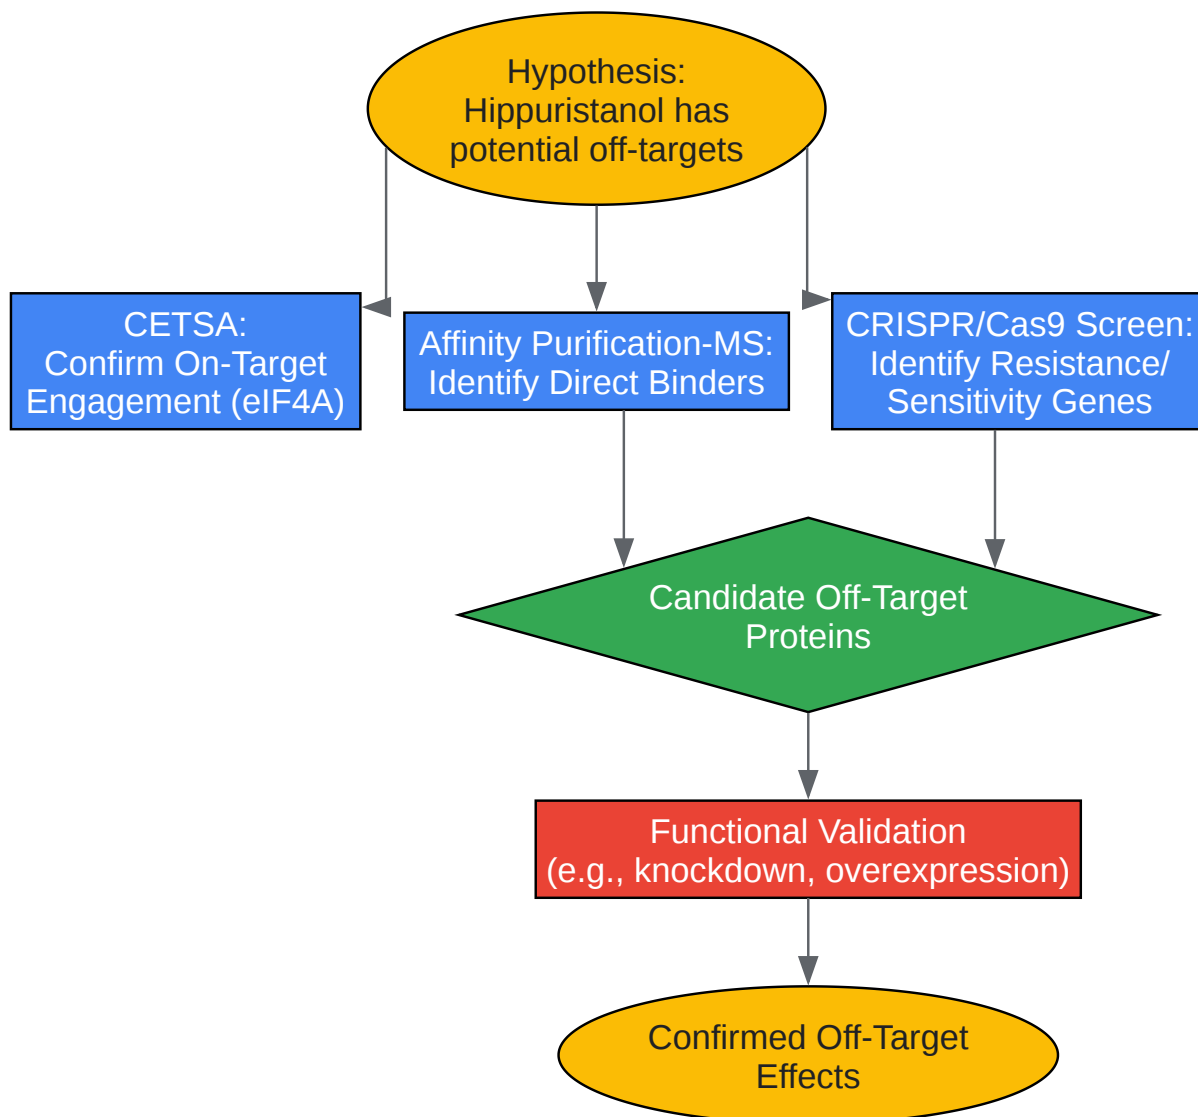 Hypothesis:
Hippuristanol has
potential off-targets
CETSA:
Confirm On-Target
Engagement (eIF4A)
Affinity Purification-MS:
Identify Direct Binders
CRISPR/Cas9 Screen:
Identify Resistance/
Sensitivity Genes
Candidate Off-Target
Proteins
Functional Validation
(e.g., knockdown, overexpression)
Confirmed Off-Target
Effects